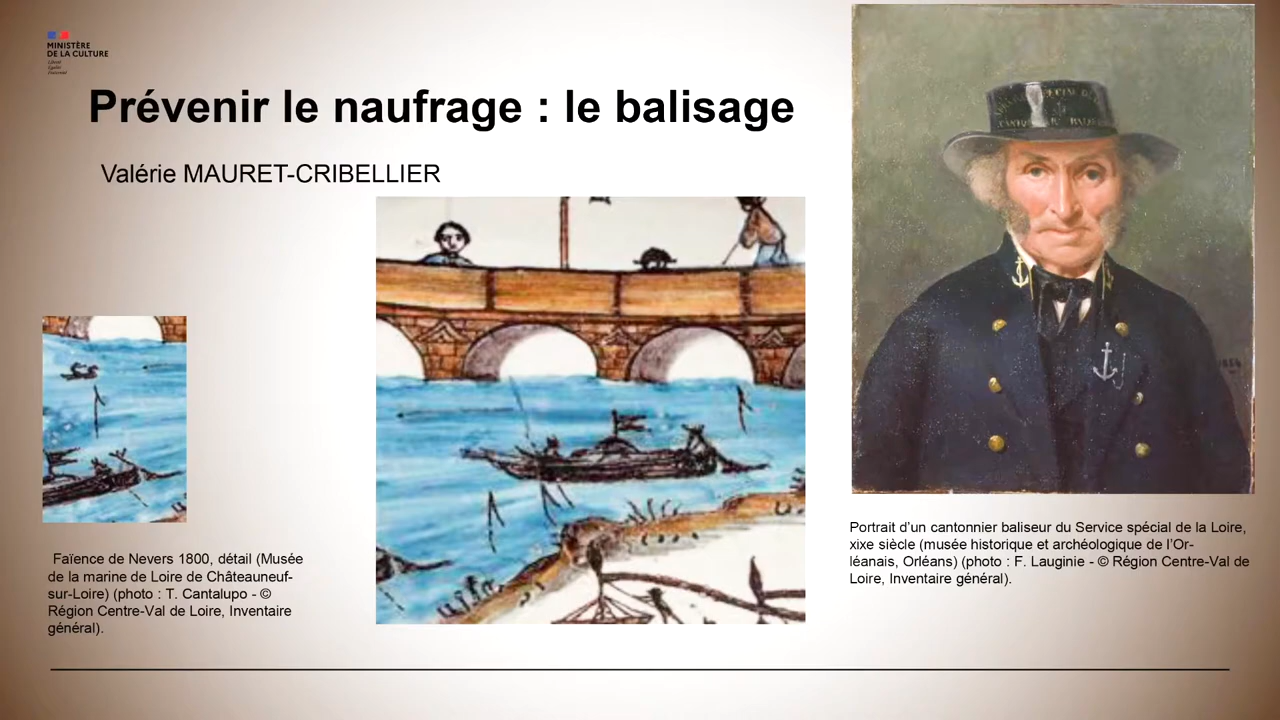 MINISTÈRE
DE LA CULTURE
Liberté
Égalité
Fraternité
Prévenir le naufrage : le balisage
Valérie MAURET-CRIBELLIER
Faïence de Nevers 1800, détail (Musée
de la marine de Loire de Châteauneuf-
sur-Loire) (photo : T. Cantalupo - ©
Région Centre-Val de Loire, Inventaire
général).
Portrait d’un cantonnier baliseur du Service spécial de la Loire,
xixe siècle (musée historique et archéologique de l’Or-
léanais, Orléans) (photo : F. Lauginie - © Région Centre-Val de
Loire, Inventaire général).